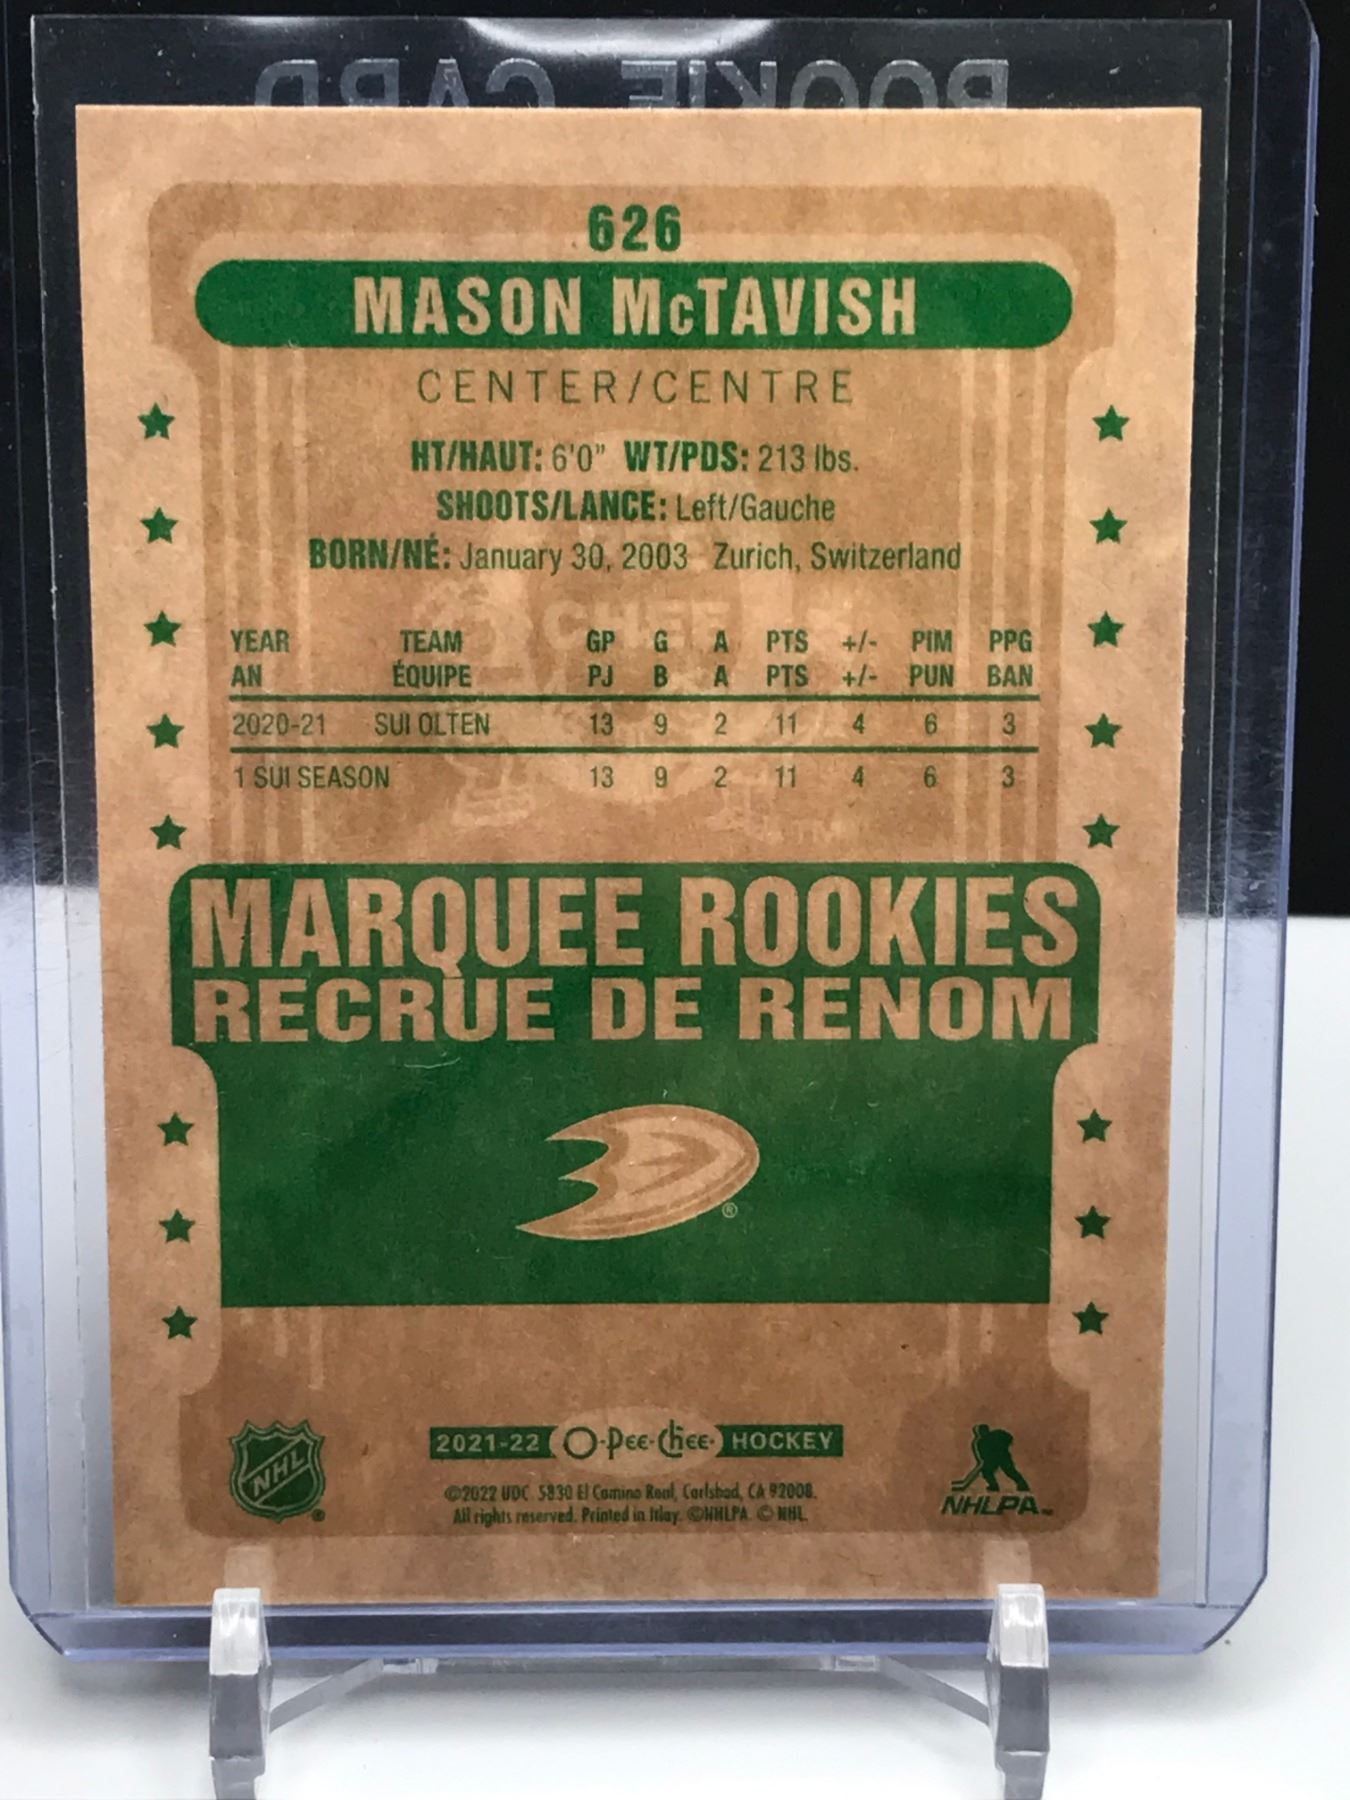 ROOKIE CARD
626
MASON McTAVISH
CENTER/CENTRE
HT/HAUT: 6'0" WT/PDS: 213 lbs.
SHOOTS/LANCE: Left/Gauche
BORN/NÉ: January 30, 2003 Zurich, Switzerland
YEAR TEAM GP G A PTS +/- PIM PPG
AN ÉQUIPE PJ B A PTS +/- PUN BAN
2020-21 SUI OLTEN 13 9 2 11 4 6 3
1 SUI SEASON 13 9 2 11 4 6 3
MARQUEE ROOKIES
RECRUE DE RENOM
®
NHL ®
2021-22 O-Pee-Chee- HOCKEY
©2022 UDC 5830 El Camino Real, Carlsbad, CA 92008.
All rights reserved. Printed in Italy. ©NHLPA. © NHL.
NHLPA™